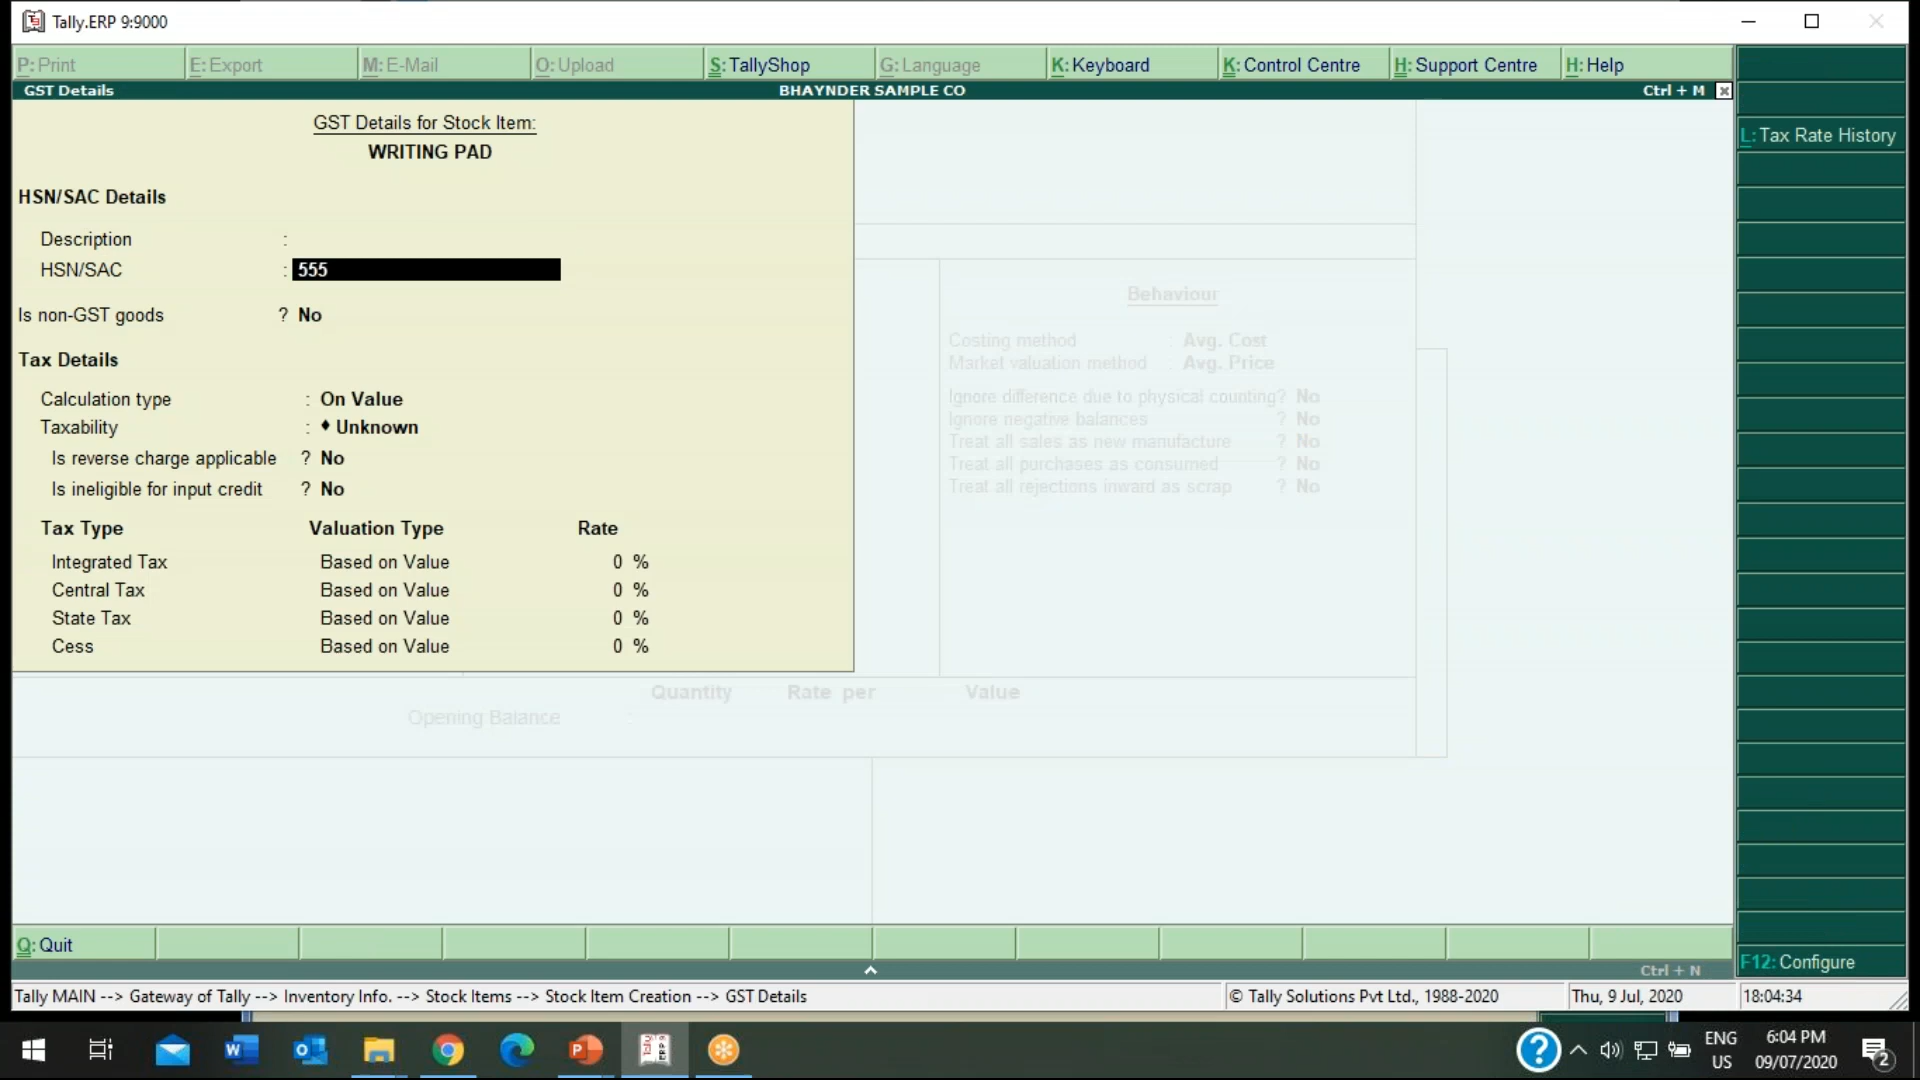 Tally.ERP 9:9000
P: Print E: Export M: E-Mail O: Upload S: TallyShop G: Language K: Keyboard K: Control Centre H: Support Centre H: Help
GST Details BHAYNDER SAMPLE CO Ctrl + M
L: Tax Rate History
GST Details for Stock Item:
WRITING PAD
HSN/SAC Details
Description :
HSN/SAC : 555
Is non-GST goods ? No
Tax Details
Calculation type : On Value
Taxability : ♦ Unknown
Is reverse charge applicable ? No
Is ineligible for input credit ? No
Tax Type Valuation Type Rate
Integrated Tax Based on Value 0 %
Central Tax Based on Value 0 %
State Tax Based on Value 0 %
Cess Based on Value 0 %
Behaviour
Costing method : Avg. Cost
Market valuation method : Avg. Price
Ignore difference due to physical counting? No
Ignore negative balances ? No
Treat all sales as new manufacture ? No
Treat all purchases as consumed ? No
Treat all rejections inward as scrap ? No
Quantity Rate per Value
Opening Balance :
Q: Quit
F12: Configure
Ctrl + N
Tally MAIN --> Gateway of Tally --> Inventory Info. --> Stock Items --> Stock Item Creation --> GST Details © Tally Solutions Pvt Ltd., 1988-2020 Thu, 9 Jul, 2020 18:04:34
ENG 6:04 PM
US 09/07/2020 2